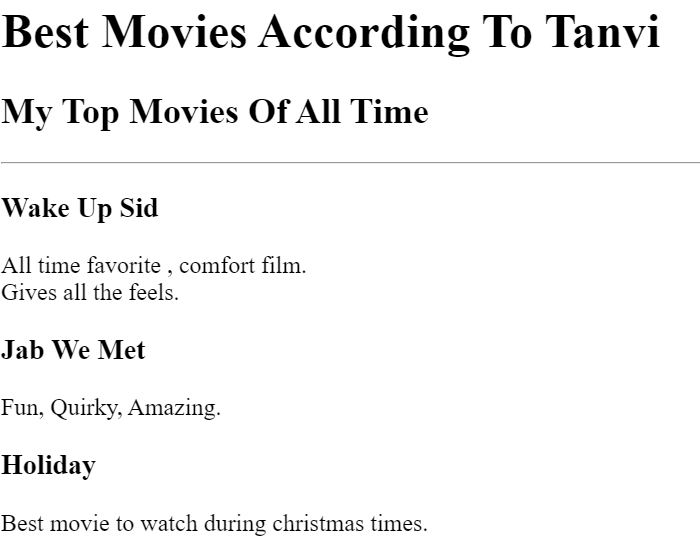 Best Movies According To Tanvi
My Top Movies Of All Time
Wake Up Sid
All time favorite , comfort film.
Gives all the feels.
Jab We Met
Fun, Quirky, Amazing.
Holiday
Best movie to watch during christmas times.